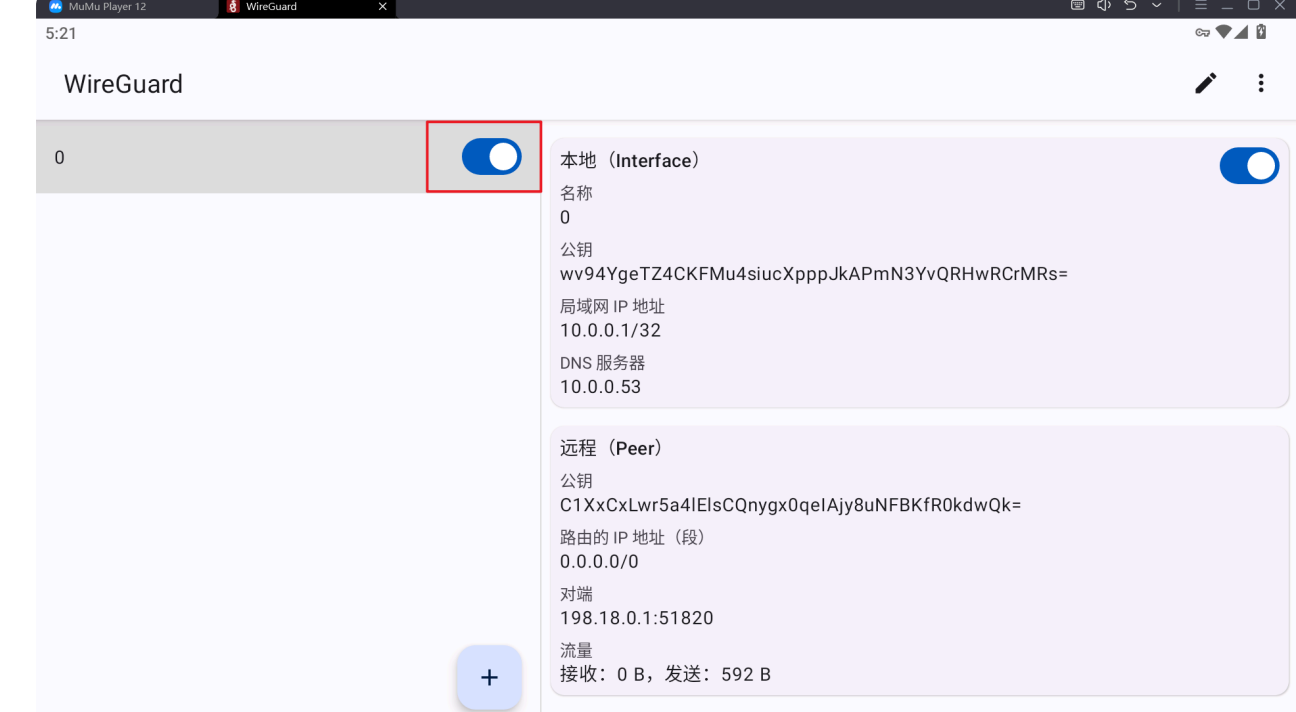 MuMu Player 12
WireGuard
5:21
WireGuard
0
本地（Interface）
名称
0
公钥
wv94YgeTZ4CKFMu4siucXpppJkAPmN3YvQRHwRCrMRs=
局域网 IP 地址
10.0.0.1/32
DNS 服务器
10.0.0.53
远程（Peer）
公钥
C1XxCxLwr5a4lElsCQnygx0qeIAjy8uNFBKfR0kdwQk=
路由的 IP 地址（段）
0.0.0.0/0
对端
198.18.0.1:51820
流量
接收：0 B，发送：592 B